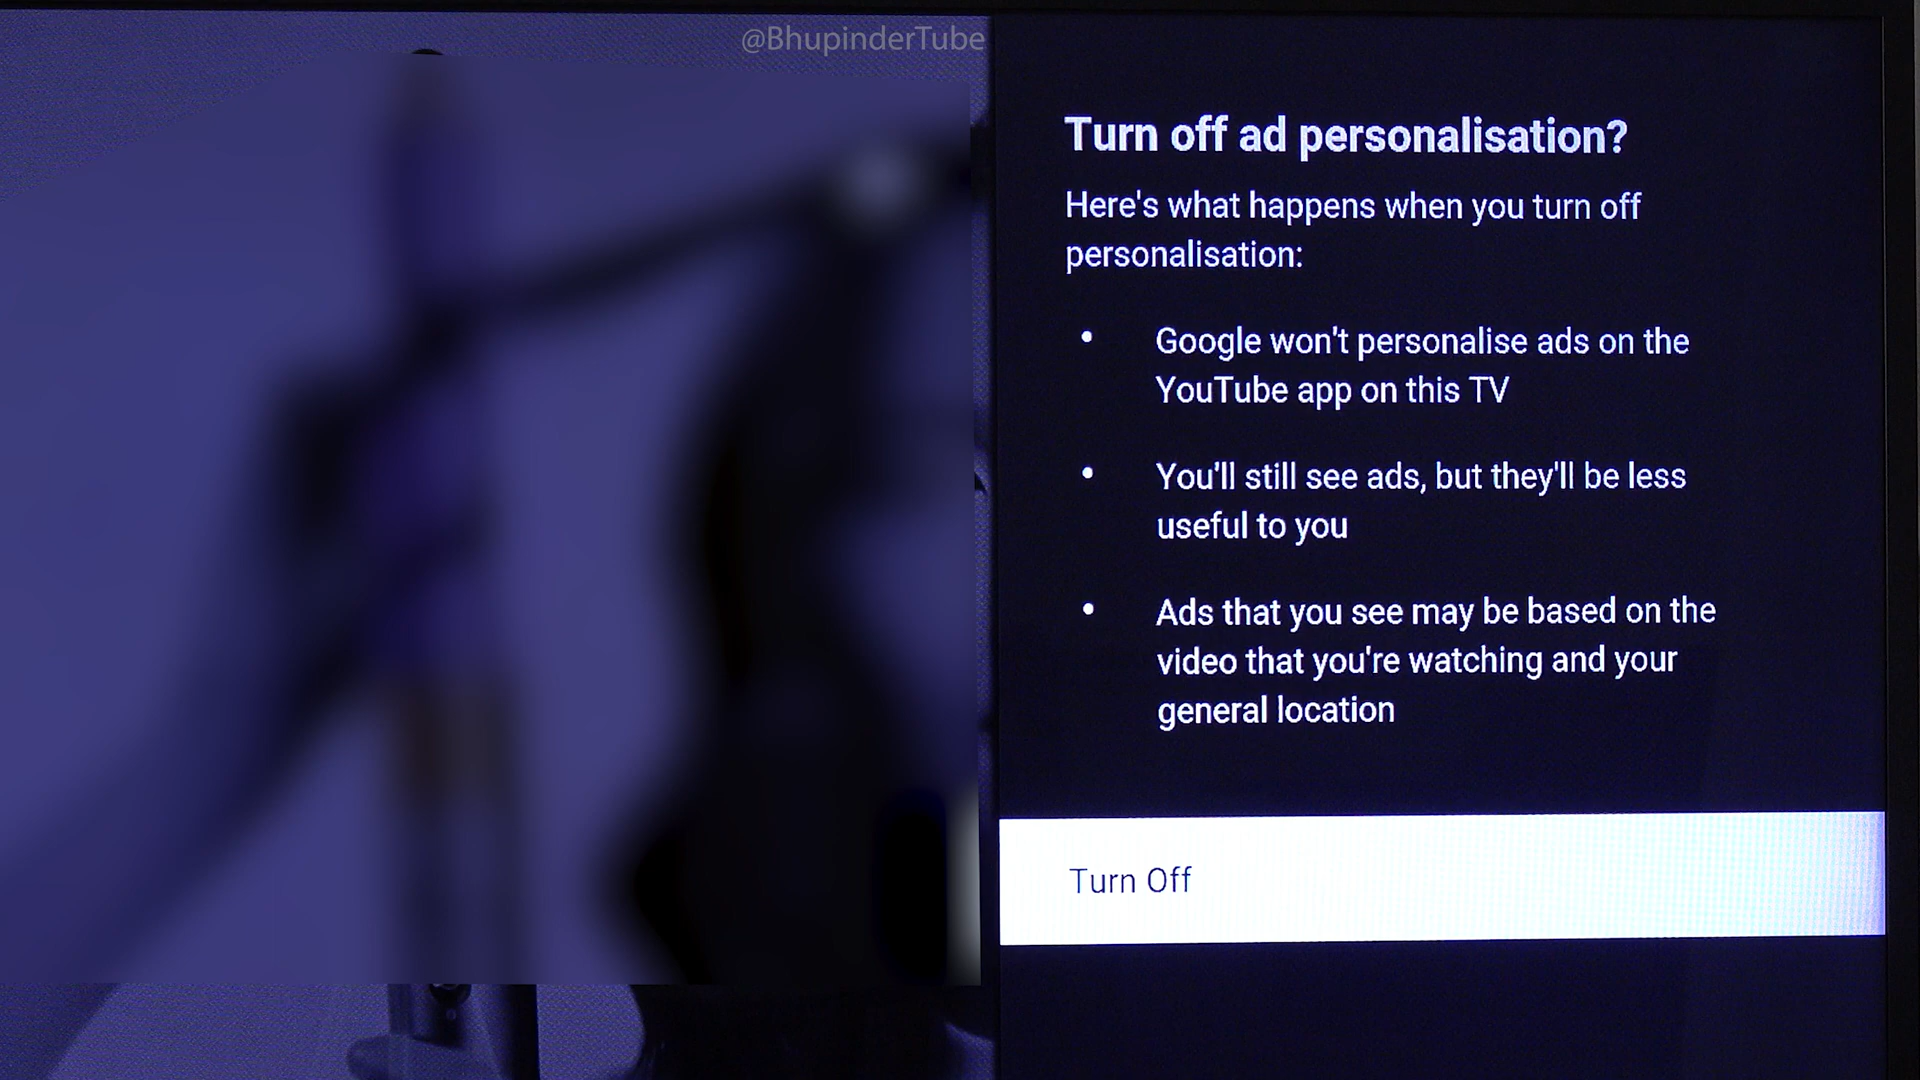 @BhupinderTube
Turn off ad personalisation?
Here's what happens when you turn off
personalisation:
• Google won't personalise ads on the
YouTube app on this TV
• You'll still see ads, but they'll be less
useful to you
• Ads that you see may be based on the
video that you're watching and your
general location
Turn Off